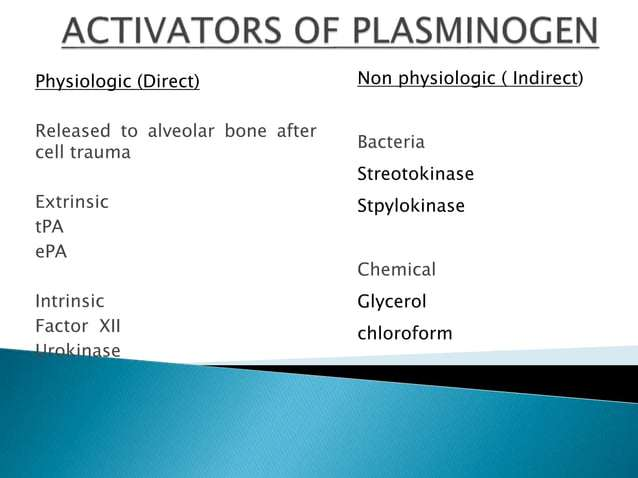 ACTIVATORS OF PLASMINOGEN
Physiologic (Direct)
Released to alveolar bone after
cell trauma
Extrinsic
tPA
ePA
Intrinsic
Factor XII
Urokinase
Non physiologic ( Indirect)
Bacteria
Streotokinase
Stpylokinase
Chemical
Glycerol
chloroform